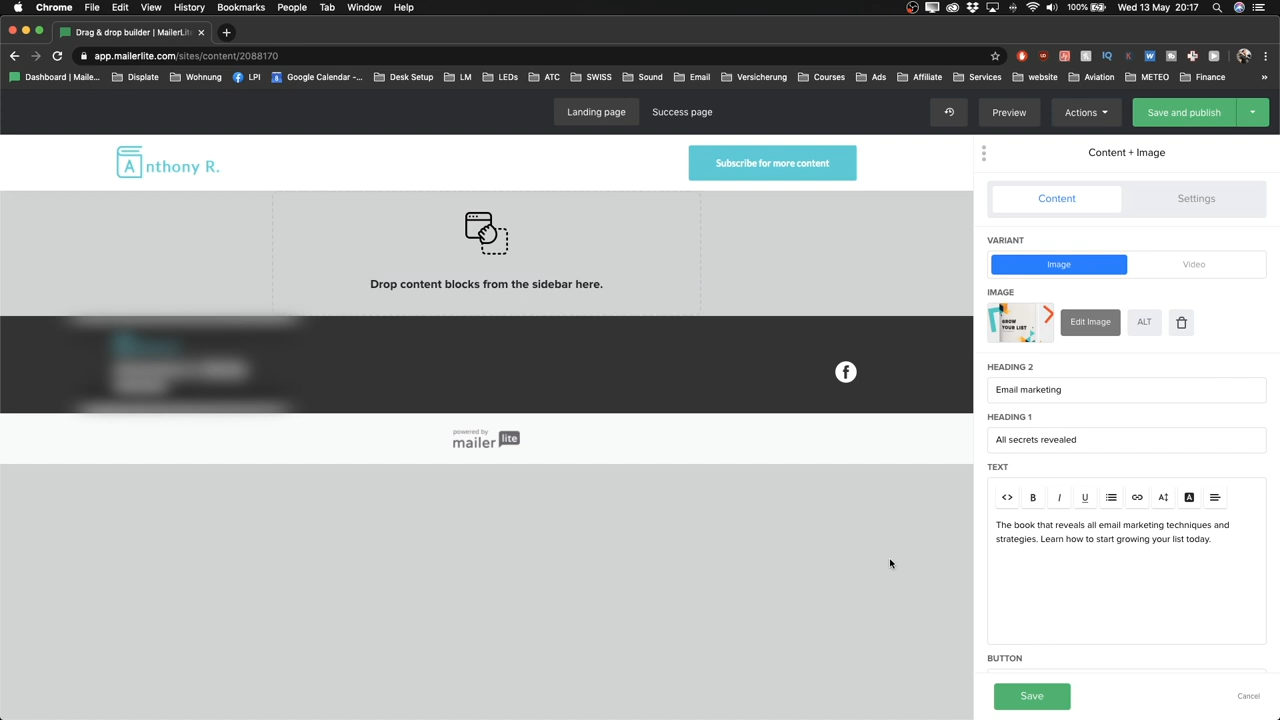 Chrome File Edit View History Bookmarks People Tab Window Help 100% Wed 13 May 20:17
Drag & drop builder | MailerLit
app.mailerlite.com/sites/content/2088170
Dashboard | Maile... Displate Wohnung LPI Google Calendar -... Desk Setup LM LEDs ATC SWISS Sound Email Versicherung Courses Ads Affiliate Services website Aviation METEO Finance »
Landing page Success page Preview Actions Save and publish
Content + Image
Anthony R. Subscribe for more content
Content Settings
VARIANT
Image Video
Drop content blocks from the sidebar here.
IMAGE
GROW YOUR LIST
Edit Image ALT
HEADING 2
Email marketing
HEADING 1
All secrets revealed
powered by
mailer lite
TEXT
The book that reveals all email marketing techniques and
strategies. Learn how to start growing your list today.
BUTTON
Save Cancel